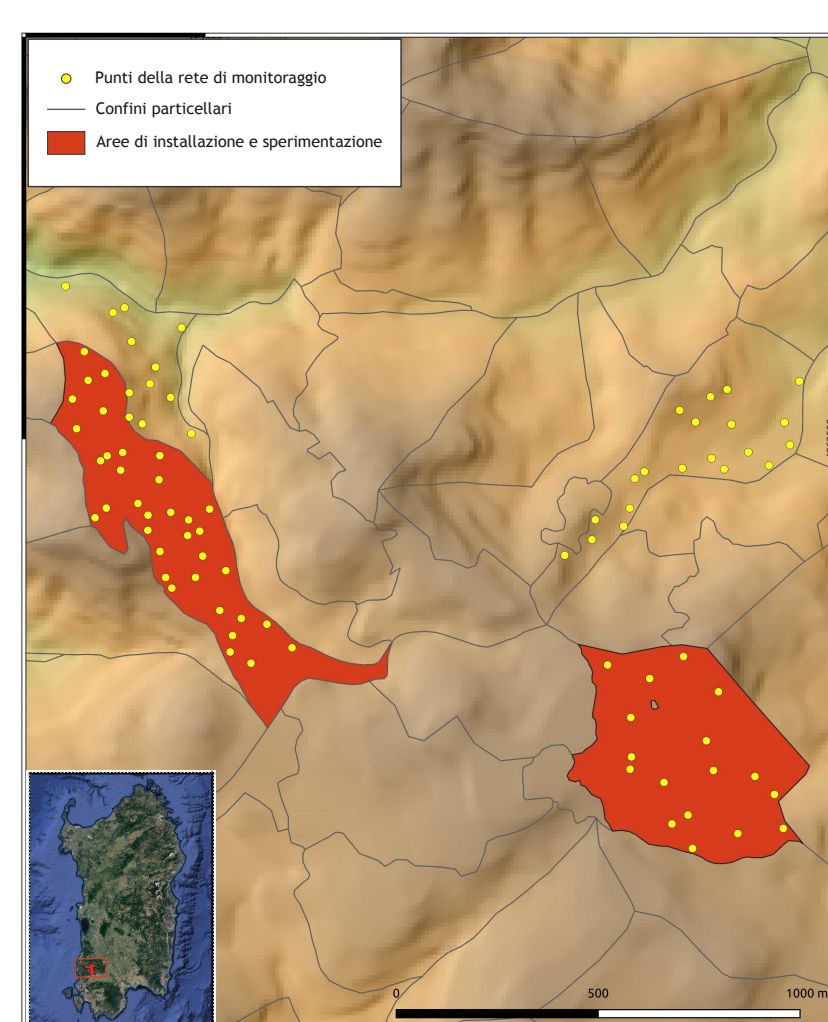 Punti della rete di monitoraggio
Confini particellari
Aree di installazione e sperimentazione
0 500 1000 m